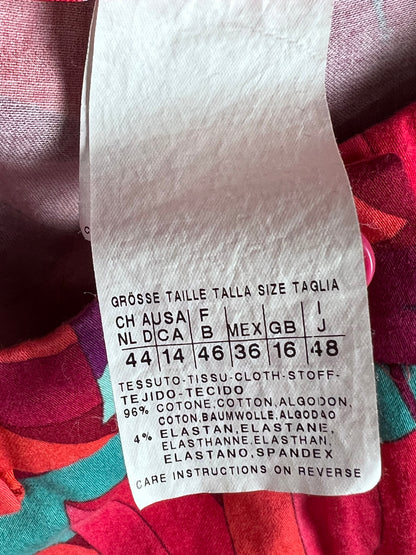 GRÖSSE TAILLE TALLA SIZE TAGLIA
CH A USA F I
NL D CA B MEX GB J
44 14 46 36 16 48
TESSUTO-TISSU-CLOTH-STOFF-
TEJIDO-TECIDO
96% COTONE,COTTON,ALGODON,
COTON,BAUMWOLLE,ALGODAO
4% ELASTAN,ELASTANE,
ELASTHANNE,ELASTHAN,
ELASTANO,SPANDEX
CARE INSTRUCTIONS ON REVERSE